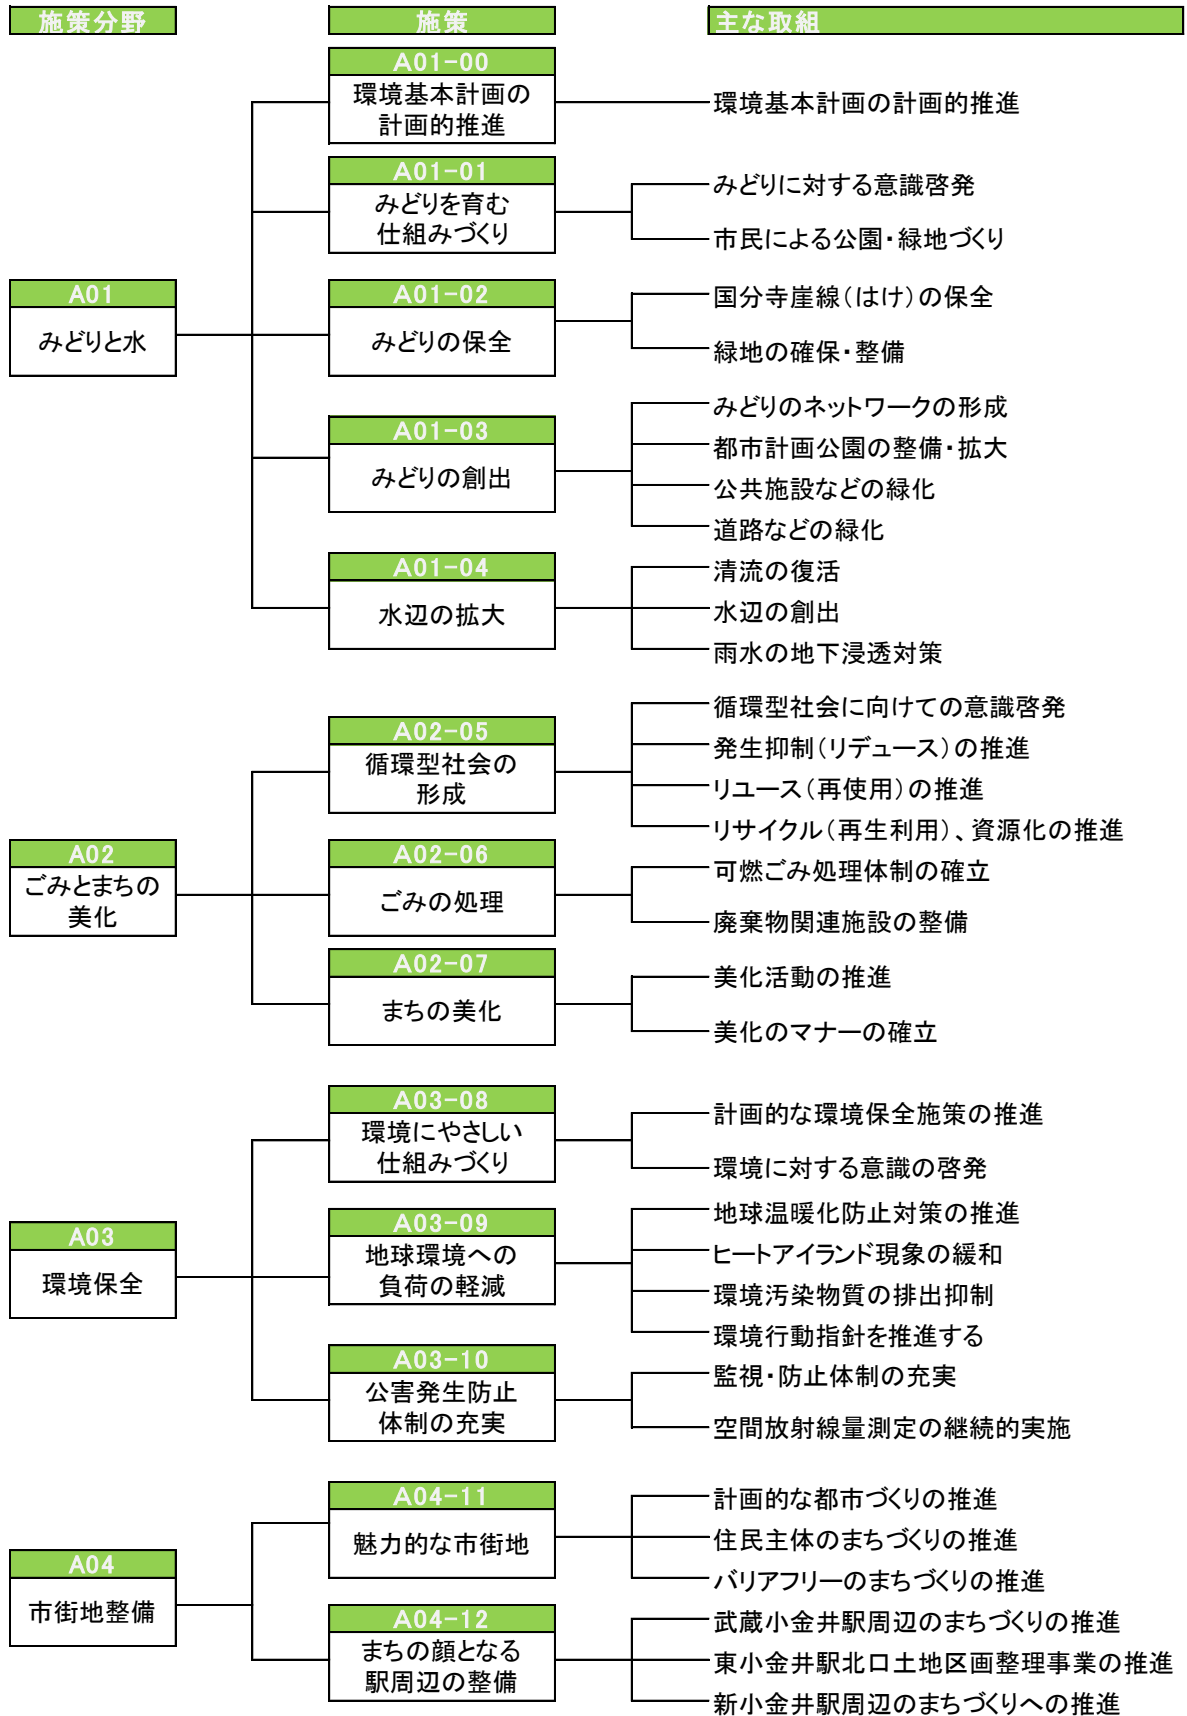 施策分野
施策
主な取組
A01-00
環境基本計画の
計画的推進
環境基本計画の計画的推進
A01-01
みどりを育む
仕組みづくり
みどりに対する意識啓発
市民による公園・緑地づくり
A01
みどりと水
A01-02
みどりの保全
国分寺崖線（はけ）の保全
緑地の確保・整備
A01-03
みどりの創出
みどりのネットワークの形成
都市計画公園の整備・拡大
公共施設などの緑化
道路などの緑化
A01-04
水辺の拡大
清流の復活
水辺の創出
雨水の地下浸透対策
A02-05
循環型社会の
形成
循環型社会に向けての意識啓発
発生抑制（リデュース）の推進
リユース（再使用）の推進
リサイクル（再生利用）、資源化の推進
A02
ごみとまちの
美化
A02-06
ごみの処理
可燃ごみ処理体制の確立
廃棄物関連施設の整備
A02-07
まちの美化
美化活動の推進
美化のマナーの確立
A03-08
環境にやさしい
仕組みづくり
計画的な環境保全施策の推進
環境に対する意識の啓発
A03
環境保全
A03-09
地球環境への
負荷の軽減
地球温暖化防止対策の推進
ヒートアイランド現象の緩和
環境汚染物質の排出抑制
環境行動指針を推進する
A03-10
公害発生防止
体制の充実
監視・防止体制の充実
空間放射線量測定の継続的実施
A04-11
魅力的な市街地
計画的な都市づくりの推進
住民主体のまちづくりの推進
バリアフリーのまちづくりの推進
A04
市街地整備
A04-12
まちの顔となる
駅周辺の整備
武蔵小金井駅周辺のまちづくりの推進
東小金井駅北口土地区画整理事業の推進
新小金井駅周辺のまちづくりへの推進